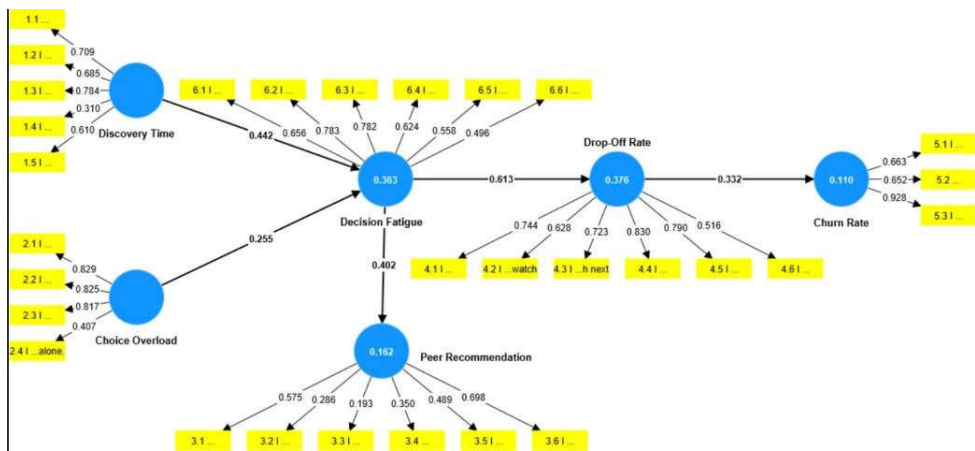 1.1 ...
1.2 I ...
1.3 I ...
1.4 I ...
1.5 I ...
0.709
0.685
0.784
0.310
0.610
Discovery Time
0.442
6.1 I ...
6.2 I ...
6.3 I ...
6.4 I ...
6.5 I ...
6.6 I ...
0.656
0.783
0.782
0.624
0.558
0.496
0.363
Decision Fatigue
0.613
Drop-Off Rate
0.376
0.332
0.110
Churn Rate
0.663
0.652
0.928
5.1 I ...
5.2 ...
5.3 I ...
0.744
0.628
0.723
0.830
0.790
0.516
4.1 I ...
4.2 I ...watch
4.3 I ...h next
4.4 I ...
4.5 I ...
4.6 I ...
2.1 I ...
2.2 I ...
2.3 I ...
2.4 I ...alone.
0.829
0.825
0.817
0.407
Choice Overload
0.255
0.402
0.162
Peer Recommendation
0.575
0.286
0.193
0.350
0.489
0.698
3.1 ...
3.2 I ...
3.3 I ...
3.4 ...
3.5 I ...
3.6 I ...